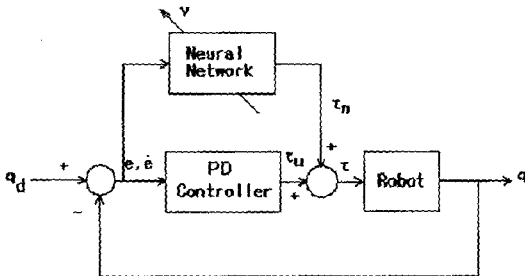 v
Neural
Network
τn
+
qd
+
−
e, ė
PD
Controller
τu
+
τ
Robot
q